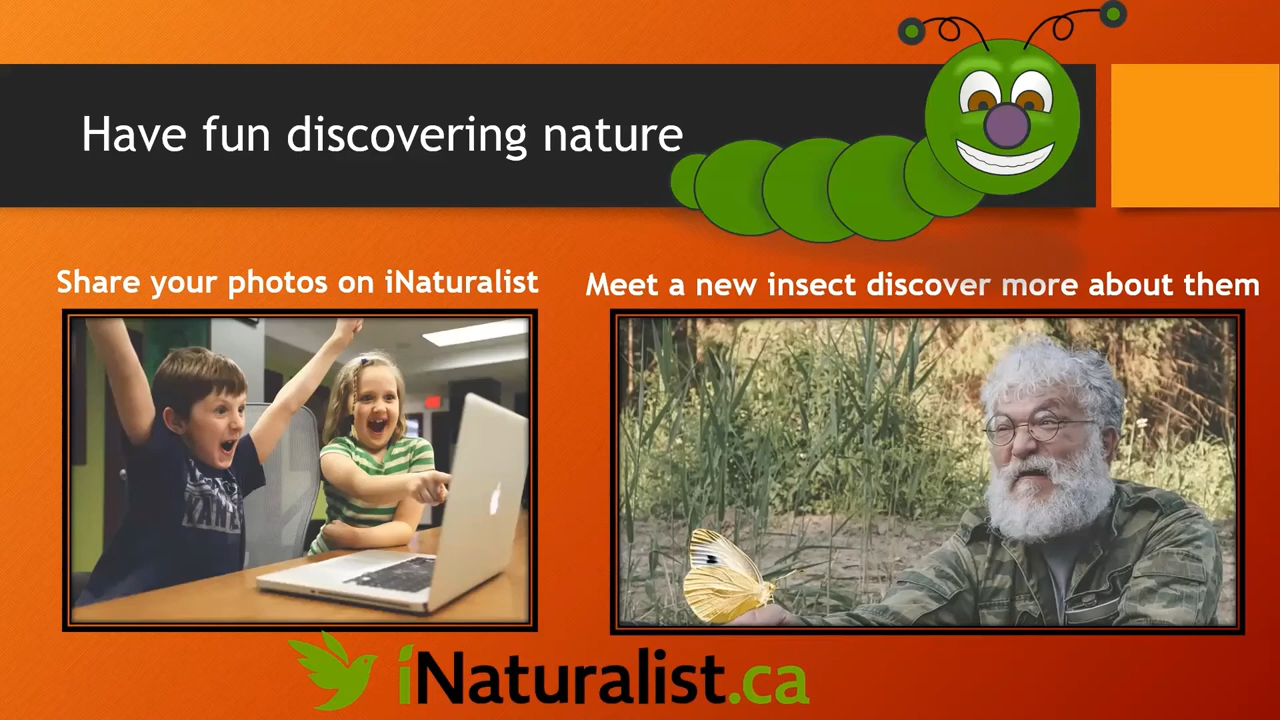 Have fun discovering nature
Share your photos on iNaturalist
Meet a new insect discover more about them
iNaturalist.ca